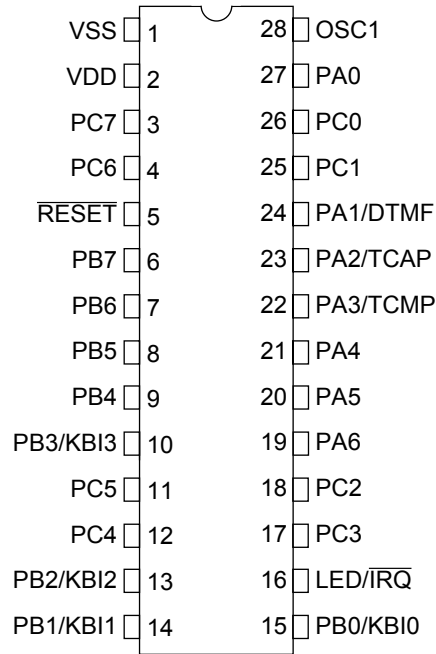 VSS 1 28 OSC1
VDD 2 27 PA0
PC7 3 26 PC0
PC6 4 25 PC1
R̅E̅S̅E̅T̅ 5 24 PA1/DTMF
PB7 6 23 PA2/TCAP
PB6 7 22 PA3/TCMP
PB5 8 21 PA4
PB4 9 20 PA5
PB3/KBI3 10 19 PA6
PC5 11 18 PC2
PC4 12 17 PC3
PB2/KBI2 13 16 LED/I̅R̅Q̅
PB1/KBI1 14 15 PB0/KBI0